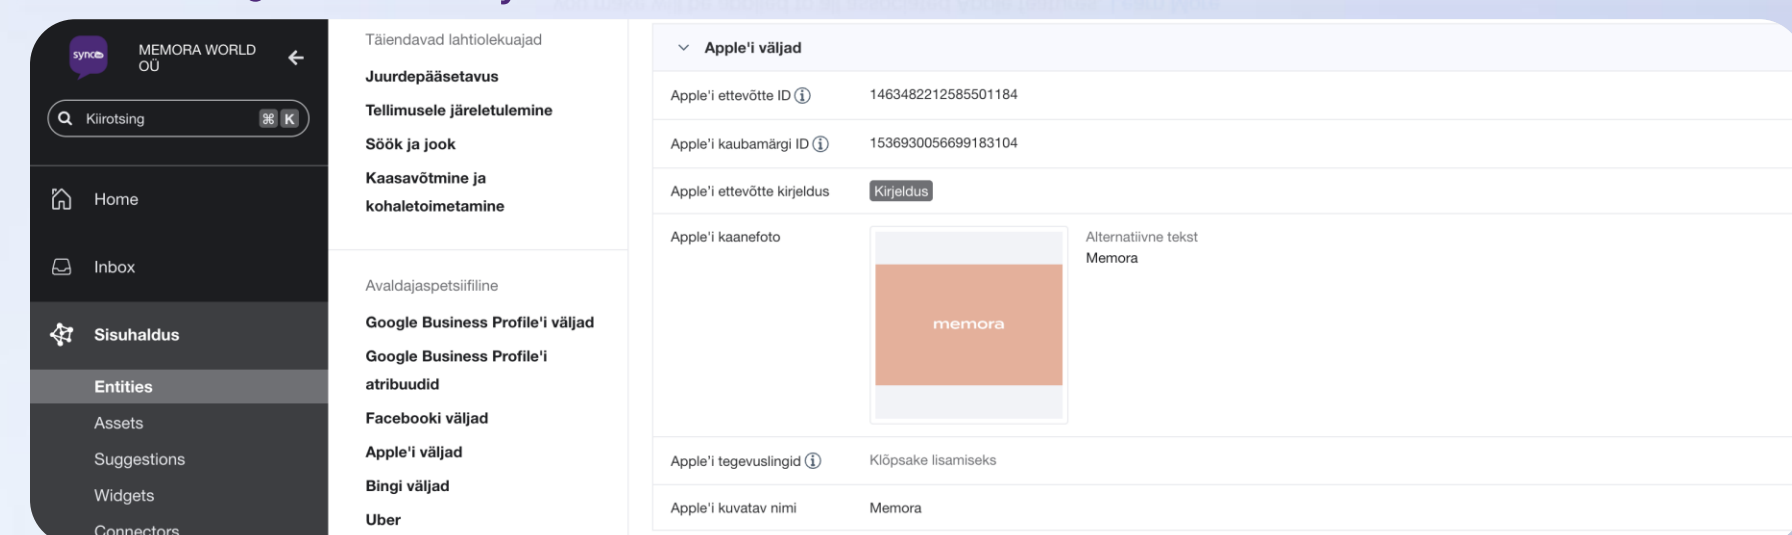 sync
MEMORA WORLD
OÜ
Kiirotsing
⌘ K
Home
Inbox
Sisuhaldus
Entities
Assets
Suggestions
Widgets
Connectors
Täiendavad lahtiolekuajad
Juurdepääsetavus
Tellimusele järeletulemine
Söök ja jook
Kaasavõtmine ja
kohaletoimetamine
Avaldajaspetsiifiline
Google Business Profile'i väljad
Google Business Profile'i
atribuudid
Facebooki väljad
Apple'i väljad
Bingi väljad
Uber
Apple'i väljad
Apple'i ettevõtte ID 1463482212585501184
Apple'i kaubamärgi ID 1536930056699183104
Apple'i ettevõtte kirjeldus Kirjeldus
Apple'i kaanefoto
memora
Alternatiivne tekst
Memora
Apple'i tegevuslingid Klõpsake lisamiseks
Apple'i kuvatav nimi Memora